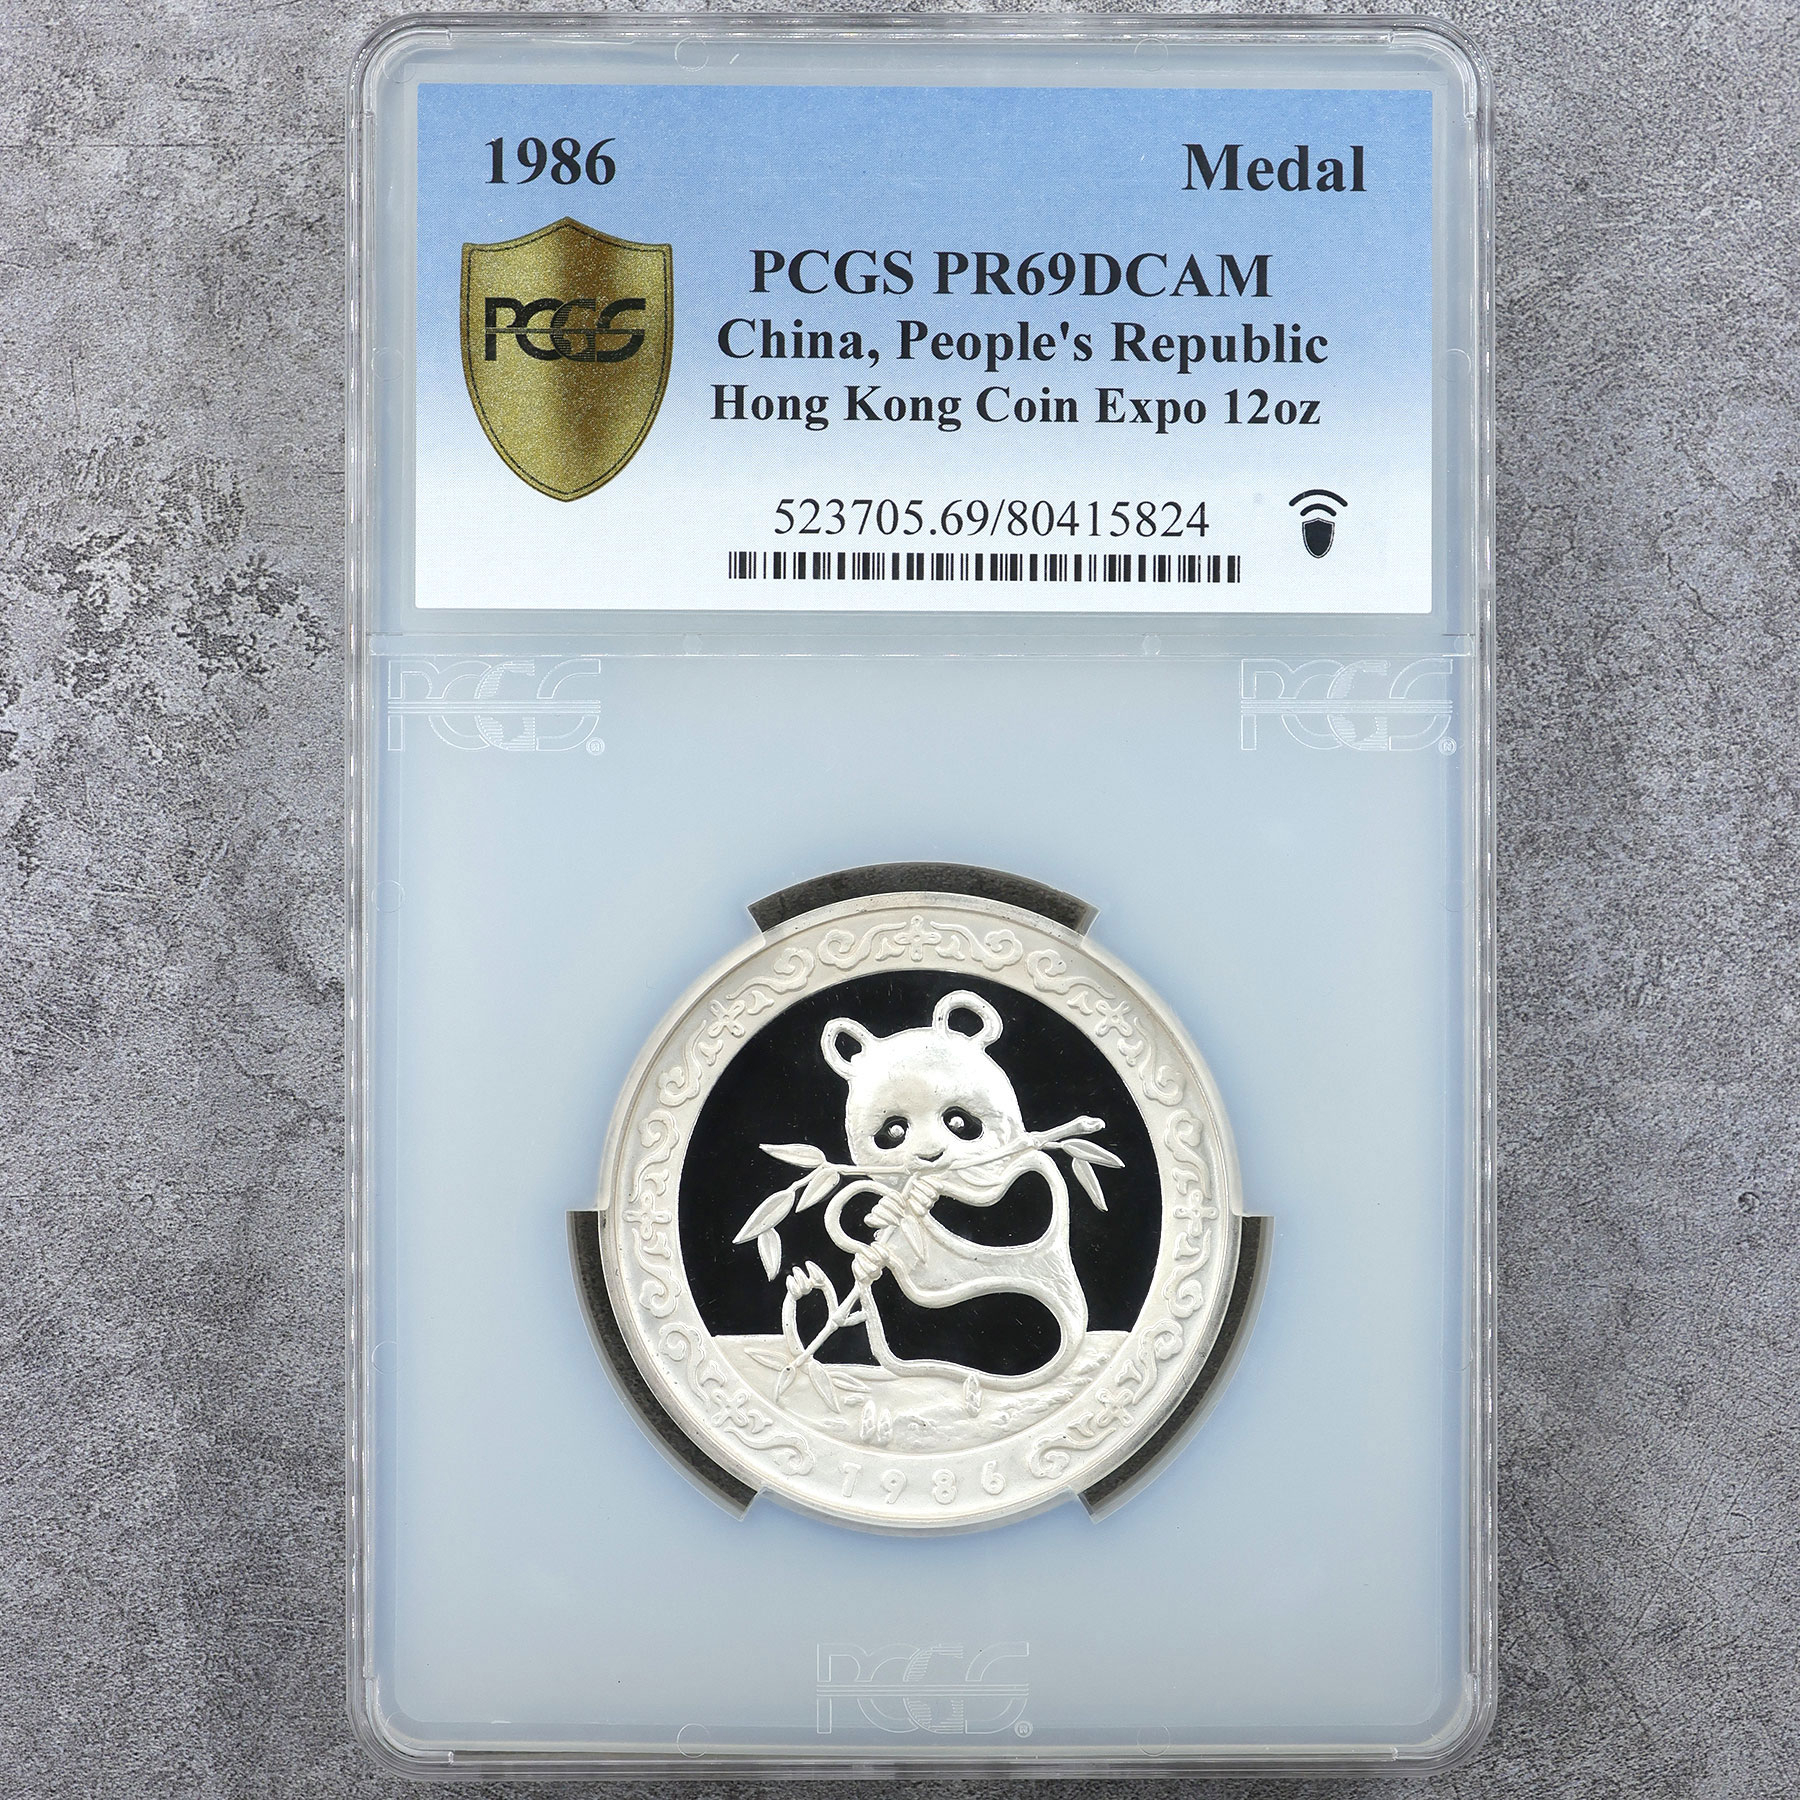 1986 Medal
PCGS
PCGS PR69DCAM
China, People's Republic
Hong Kong Coin Expo 12oz
523705.69/80415824
PCGS® PCGS®
1986
PCGS®